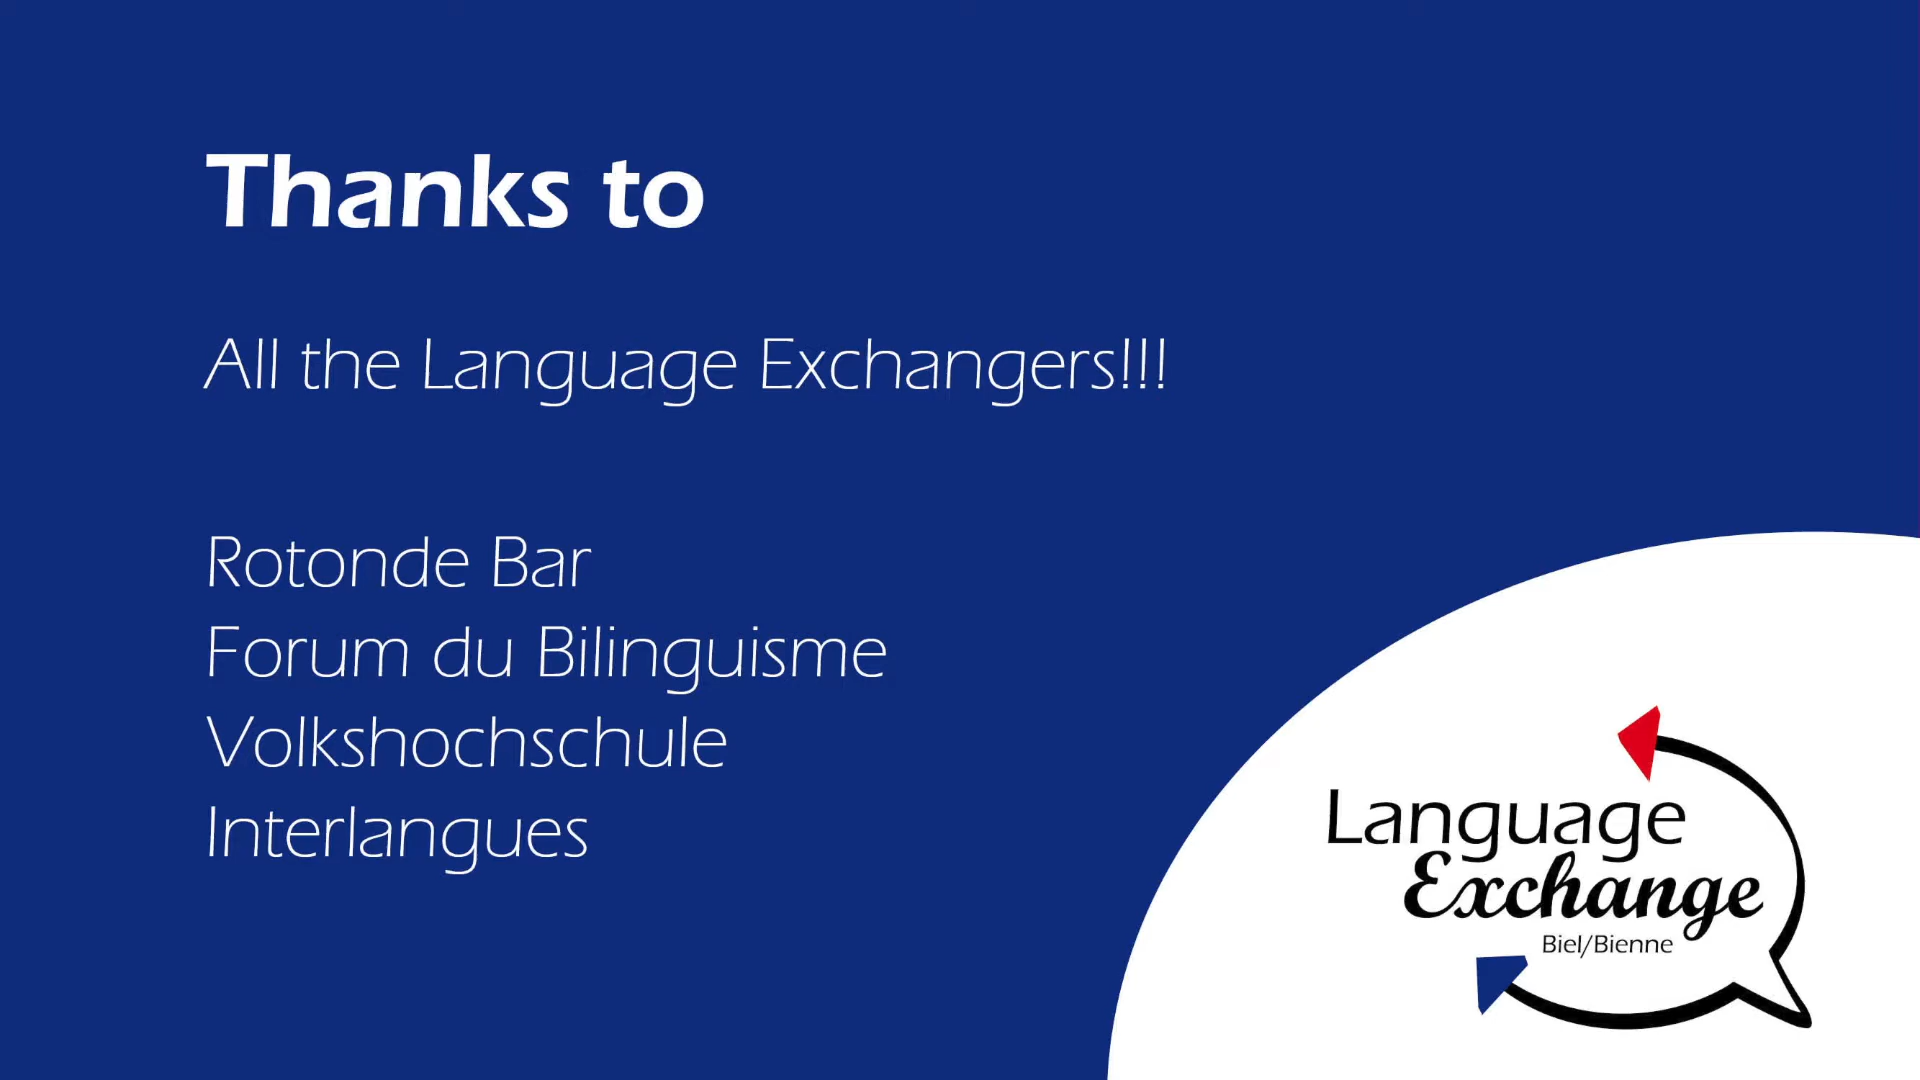 Thanks to
All the Language Exchangers!!!
Rotonde Bar
Forum du Bilinguisme
Volkshochschule
Interlangues
Language
Exchange
Biel/Bienne